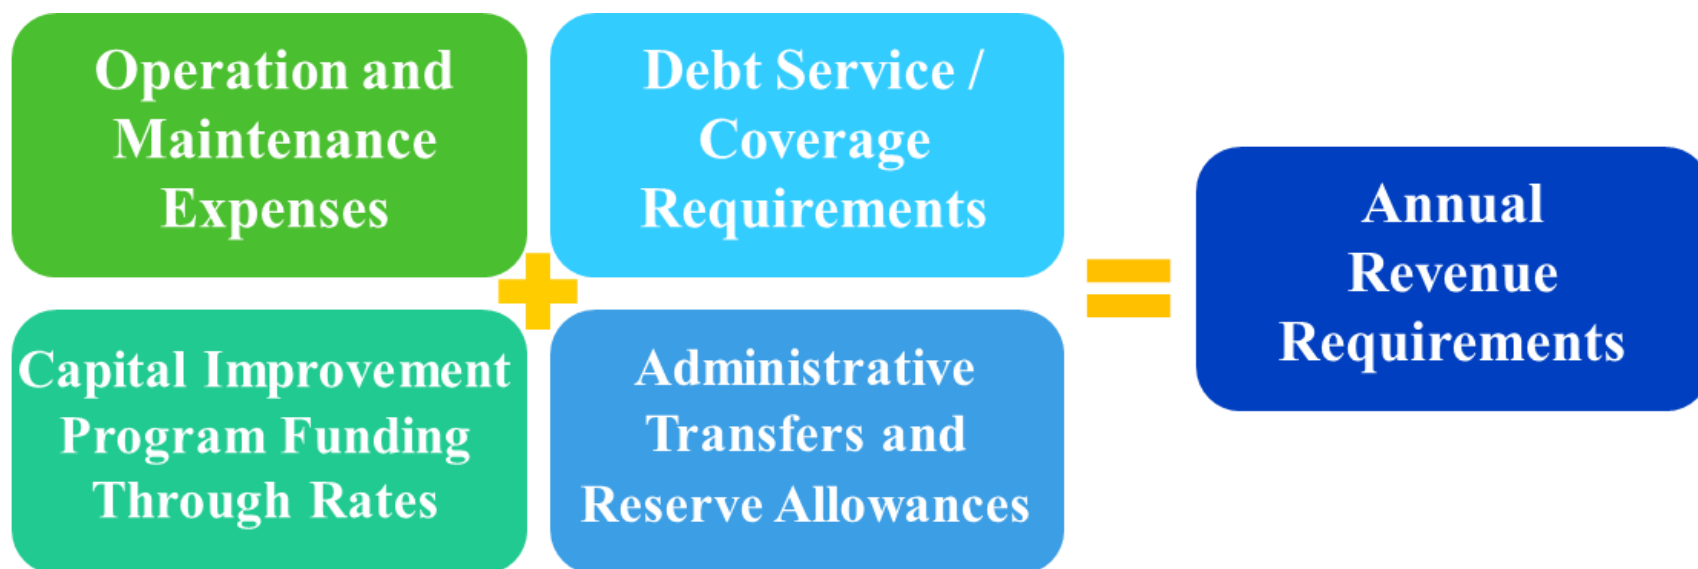 Operation and
Maintenance
Expenses
Debt Service /
Coverage
Requirements
Capital Improvement
Program Funding
Through Rates
Administrative
Transfers and
Reserve Allowances
Annual
Revenue
Requirements